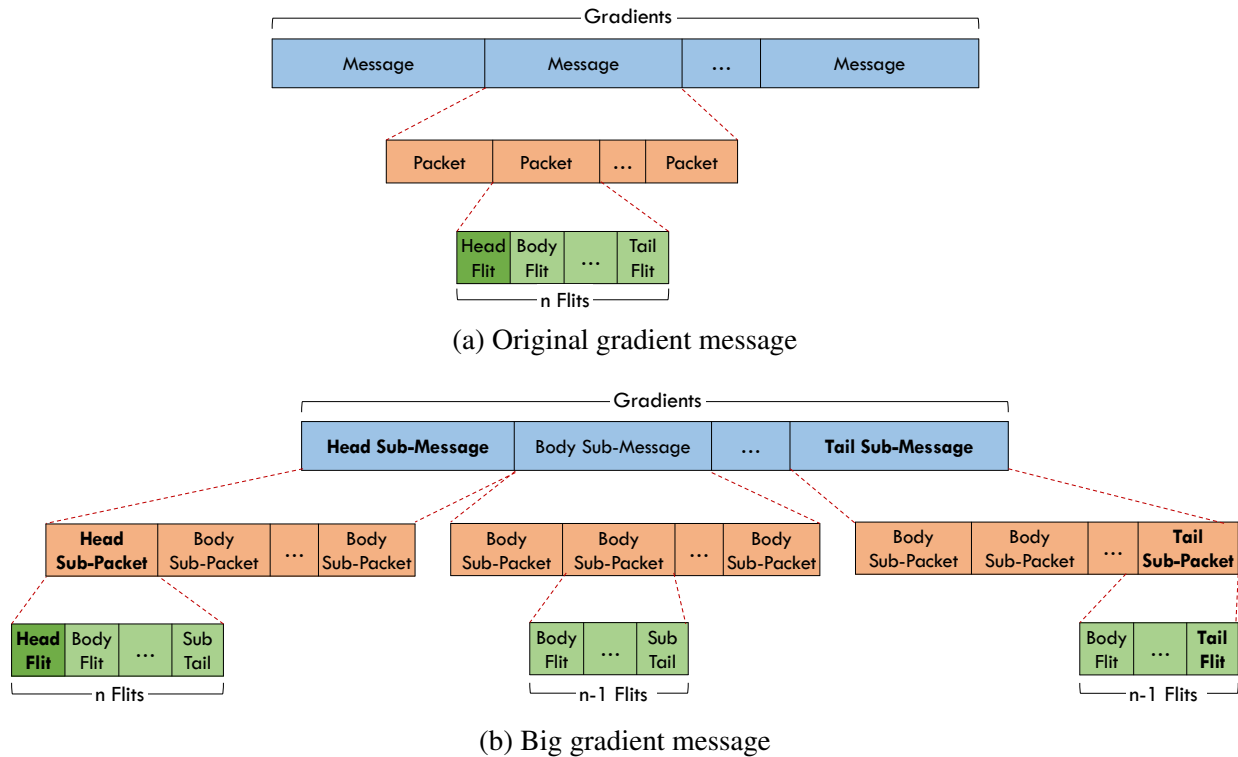 Gradients
Message Message ... Message
Packet Packet ... Packet
Head Body ... Tail
Flit Flit Flit
n Flits
(a) Original gradient message
Gradients
Head Sub-Message Body Sub-Message ... Tail Sub-Message
Head Body ... Body Body Body ... Body Body Body ... Tail
Sub-Packet Sub-Packet Sub-Packet Sub-Packet Sub-Packet Sub-Packet Sub-Packet Sub-Packet Sub-Packet
Head Body ... Sub Body ... Sub Body ... Tail
Flit Flit Tail Flit Tail Flit Flit
n Flits n-1 Flits n-1 Flits
(b) Big gradient message